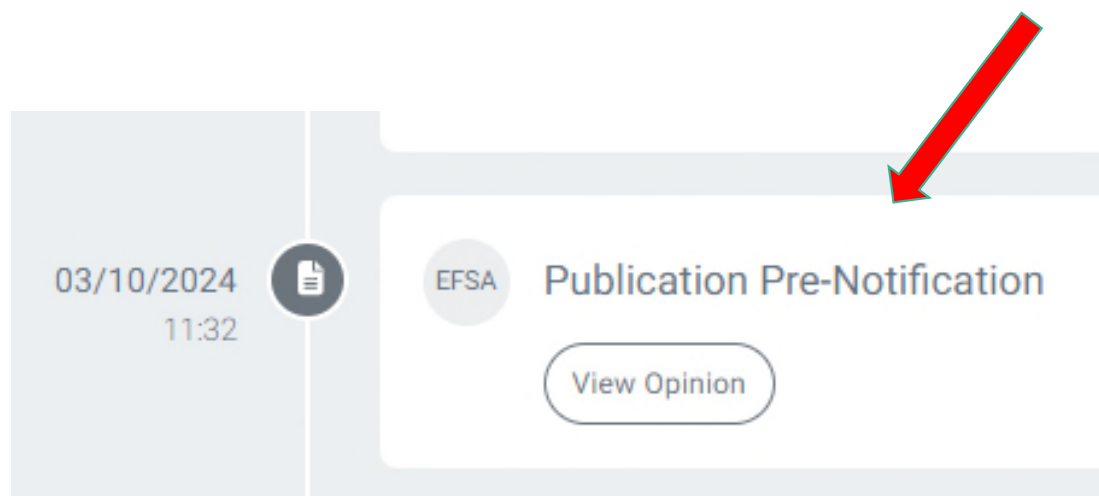 03/10/2024
11:32
EFSA
Publication Pre-Notification
View Opinion